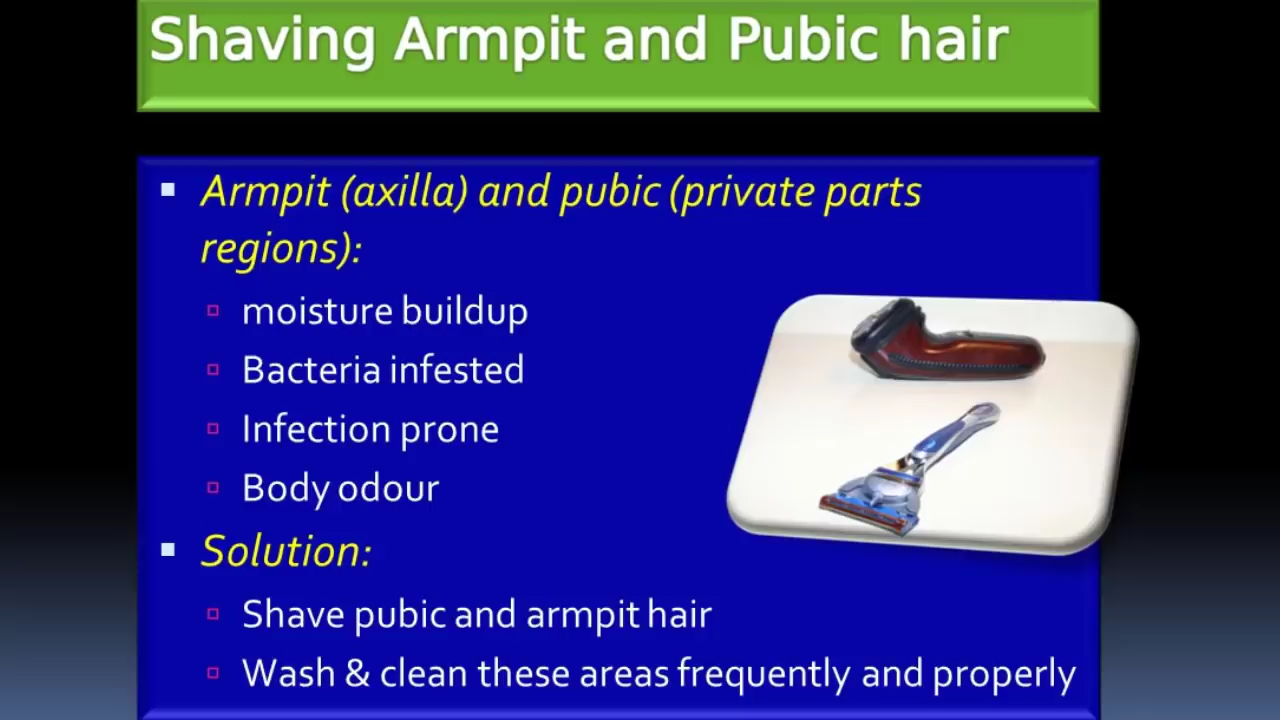 Shaving Armpit and Pubic hair
Armpit (axilla) and pubic (private parts
regions):
moisture buildup
Bacteria infested
Infection prone
Body odour
Solution:
Shave pubic and armpit hair
Wash & clean these areas frequently and properly